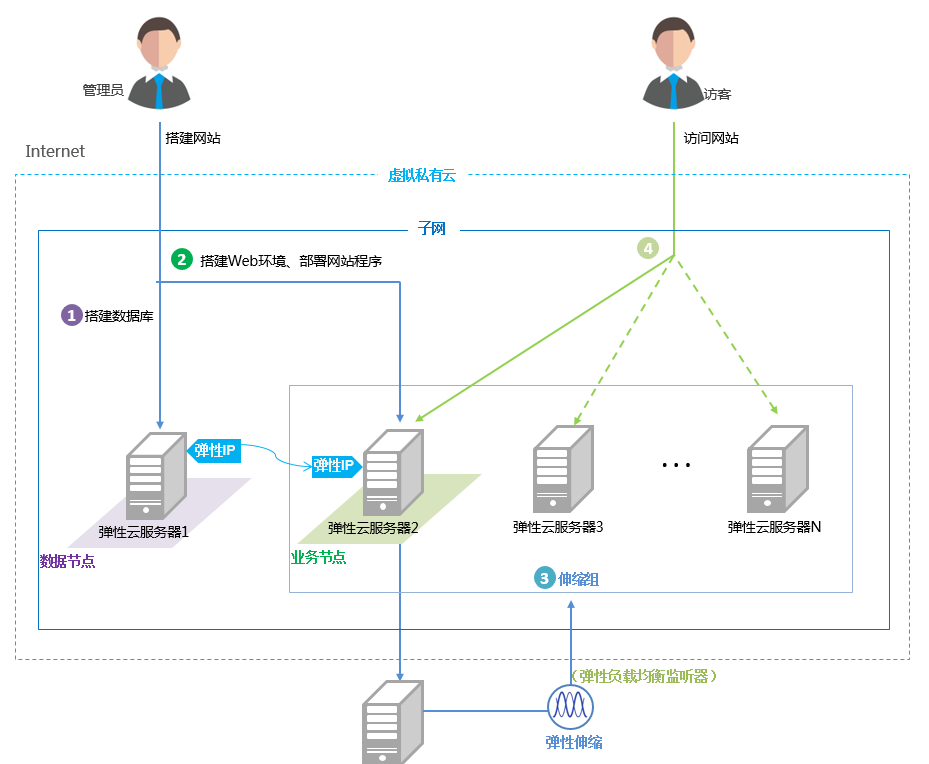 管理员
访客
搭建网站
访问网站
Internet
虚拟私有云
子网
4
2 搭建Web环境、部署网站程序
1 搭建数据库
弹性IP
弹性IP
...
弹性云服务器1
弹性云服务器2
弹性云服务器3
弹性云服务器N
数据节点
业务节点
3 伸缩组
（弹性负载均衡监听器）
弹性伸缩